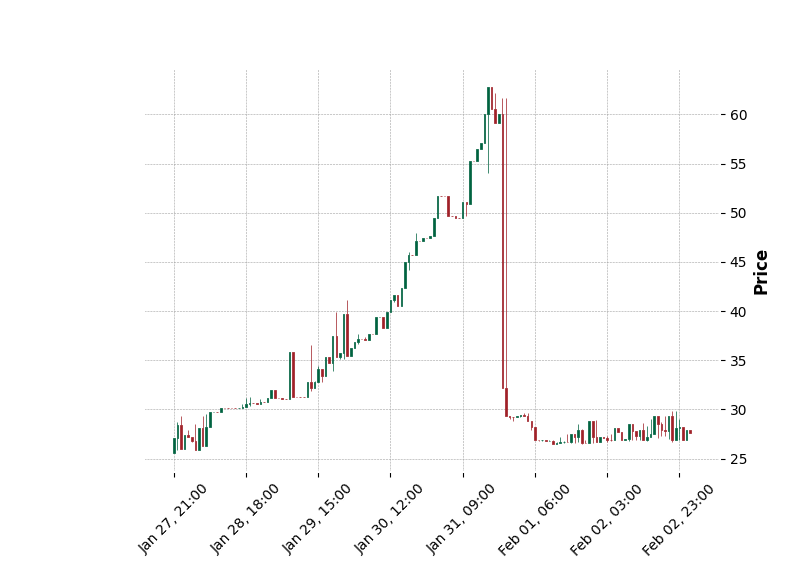 60
55
50
45
40
35
30
25
Price
Jan 27, 21:00
Jan 28, 18:00
Jan 29, 15:00
Jan 30, 12:00
Jan 31, 09:00
Feb 01, 06:00
Feb 02, 03:00
Feb 02, 23:00